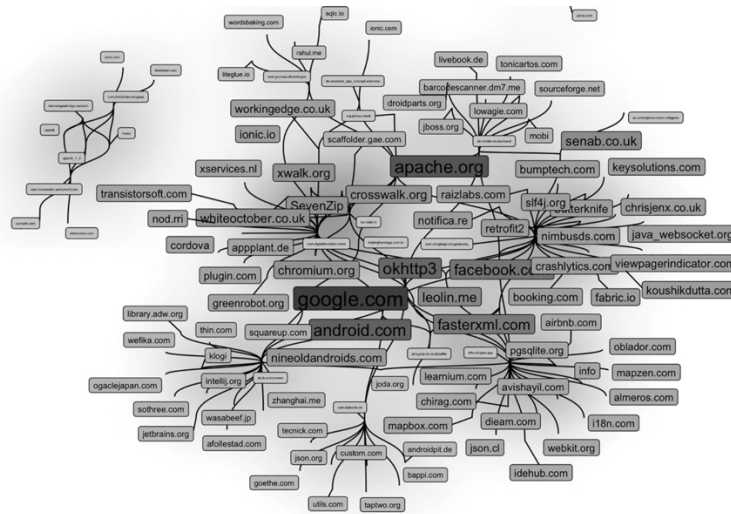 sqlc.io
wordsbaking.com
ionic.com
rahul.me
liteglue.io
livebook.de
tonicartos.com
barcodescanner.dm7.me
sourceforge.net
droidparts.org
lowagie.com
workingedge.co.uk
jboss.org
mobi
ionic.io
scaffolder.gae.com
senab.co.uk
apache.org
bumptech.com
keysolutions.com
xservices.nl
xwalk.org
transistorsoft.com
crosswalk.org
raizlabs.com
slf4j.org
SevenZip
butterknife
chrisjenx.co.uk
nod.rri
whiteoctober.co.uk
notifica.re
retrofit2
java_websocket.org
nimbusds.com
cordova
appplant.de
viewpagerindicator.com
plugin.com
chromium.org
okhttp3
facebook.com
crashlytics.com
koushikdutta.com
greenrobot.org
google.com
leolin.me
booking.com
fabric.io
library.adw.org
thin.com
squareup.com
android.com
fasterxml.com
airbnb.com
wefika.com
klogi
nineoldandroids.com
pgsqlite.org
oblador.com
joda.org
info
mapzen.com
ogaclejapan.com
intellij.org
learnium.com
avishayil.com
almeros.com
sothree.com
zhanghai.me
chirag.com
wasabeef.jp
mapbox.com
dieam.com
i18n.com
jetbrains.org
tecnick.com
afollestad.com
androidpit.de
json.cl
webkit.org
json.org
custom.com
bappi.com
idehub.com
goethe.com
utils.com
taptwo.org